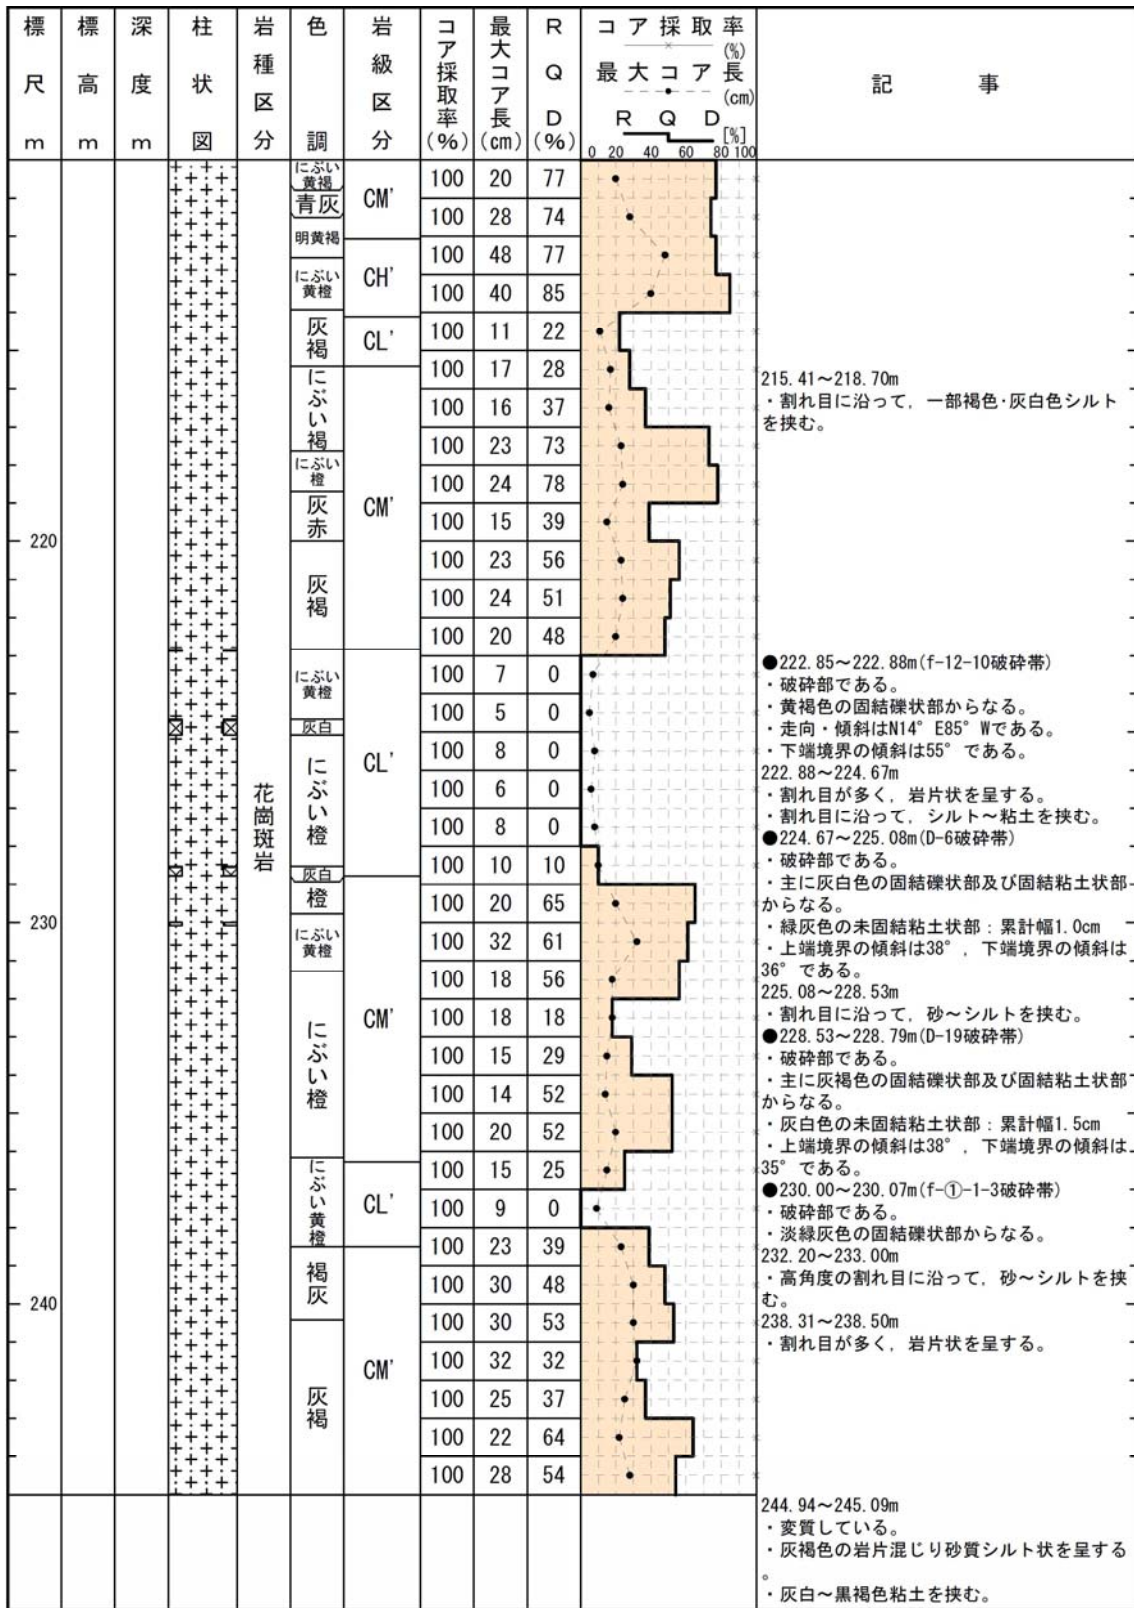 標尺 m
標高 m
深度 m
柱状図
岩種区分
色調
岩級区分
コア採取率(%)
最大コア長(cm)
RQD(%)
コア採取率
(%)
最大コア長
(cm)
RQD
[%]
0 20 40 60 80 100
記事
にぶい黄褐
青灰
明黄褐
にぶい黄橙
灰褐
にぶい褐
にぶい橙
灰赤
灰褐
にぶい黄橙
灰白
にぶい橙
灰白
橙
にぶい黄橙
にぶい橙
にぶい黄橙
褐灰
灰褐
220
230
240
花崗斑岩
CM'
CH'
CL'
CM'
CL'
CM'
CL'
CM'
100 20 77
100 28 74
100 48 77
100 40 85
100 11 22
100 17 28
100 16 37
100 23 73
100 24 78
100 15 39
100 23 56
100 24 51
100 20 48
100 7 0
100 5 0
100 8 0
100 6 0
100 8 0
100 10 10
100 20 65
100 32 61
100 18 56
100 18 18
100 15 29
100 14 52
100 20 52
100 15 25
100 9 0
100 23 39
100 30 48
100 30 53
100 32 32
100 25 37
100 22 64
100 28 54
215.41～218.70m
・割れ目に沿って，一部褐色･灰白色シルト
を挟む。
●222.85～222.88m(f-12-10破砕帯)
・破砕部である。
・黄褐色の固結礫状部からなる。
・走向・傾斜はN14° E85° Wである。
・下端境界の傾斜は55° である。
222.88～224.67m
・割れ目が多く，岩片状を呈する。
・割れ目に沿って，シルト～粘土を挟む。
●224.67～225.08m(D-6破砕帯)
・破砕部である。
・主に灰白色の固結礫状部及び固結粘土状部
からなる。
・緑灰色の未固結粘土状部：累計幅1.0cm
・上端境界の傾斜は38° ，下端境界の傾斜は
36° である。
225.08～228.53m
・割れ目に沿って，砂～シルトを挟む。
●228.53～228.79m(D-19破砕帯)
・破砕部である。
・主に灰褐色の固結礫状部及び固結粘土状部
からなる。
・灰白色の未固結粘土状部：累計幅1.5cm
・上端境界の傾斜は38° ，下端境界の傾斜は
35° である。
●230.00～230.07m(f-①-1-3破砕帯)
・破砕部である。
・淡緑灰色の固結礫状部からなる。
232.20～233.00m
・高角度の割れ目に沿って，砂～シルトを挟
む。
238.31～238.50m
・割れ目が多く，岩片状を呈する。
244.94～245.09m
・変質している。
・灰褐色の岩片混じり砂質シルト状を呈する
。
・灰白～黒褐色粘土を挟む。